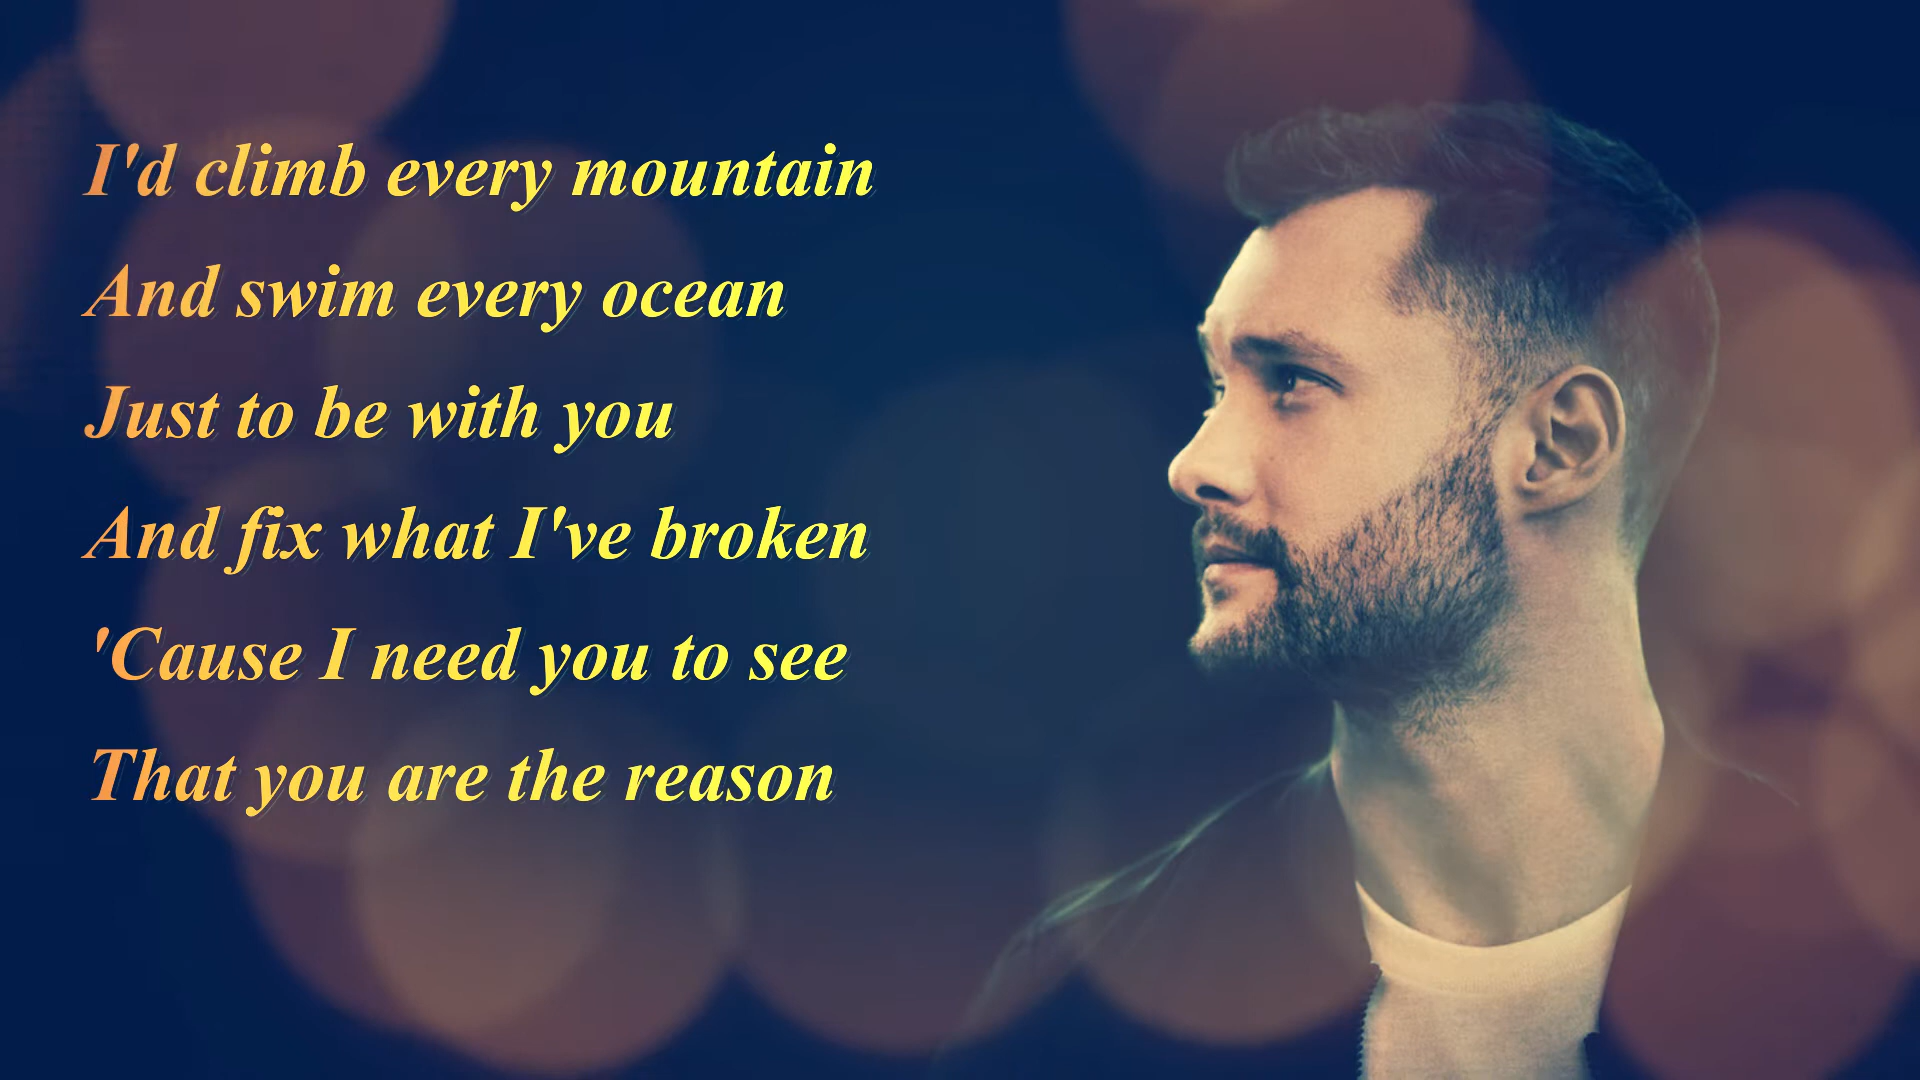 I'd climb every mountain
And swim every ocean
Just to be with you
And fix what I've broken
'Cause I need you to see
That you are the reason